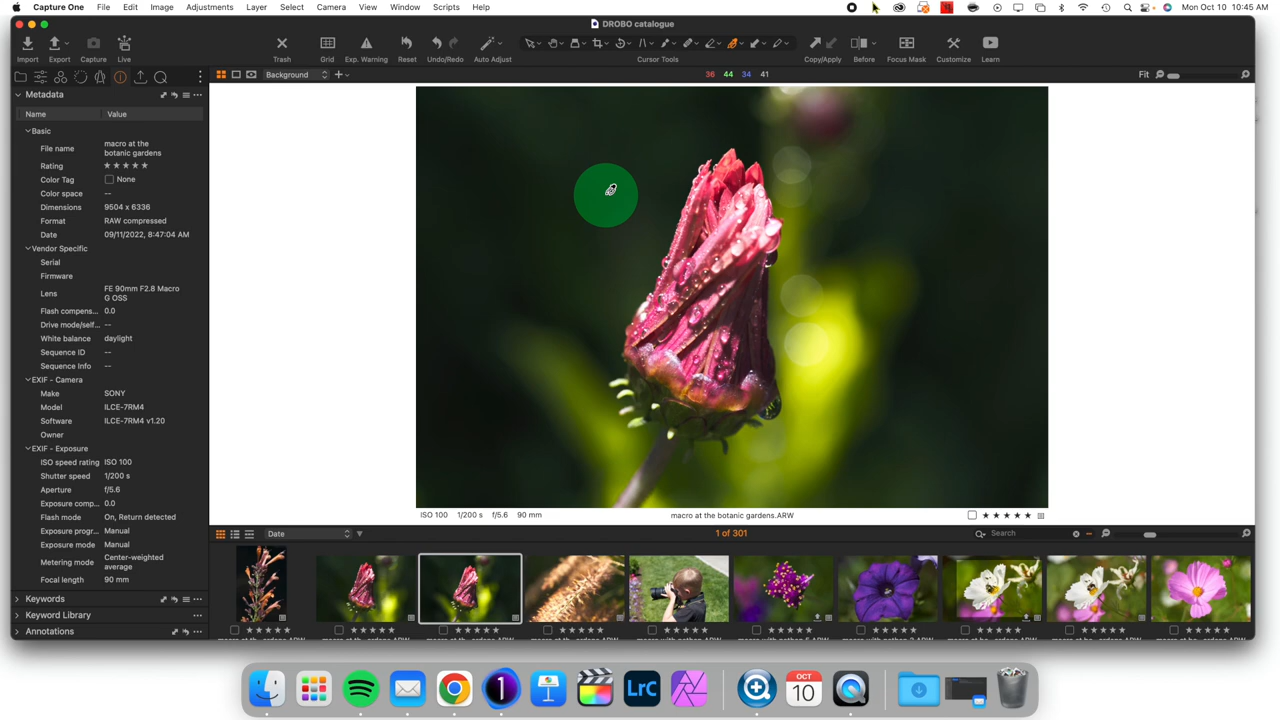 Capture One File Edit Image Adjustments Layer Select Camera View Window Scripts Help Mon Oct 10 10:45 AM
DROBO catalogue
Import Export Capture Live Trash Grid Exp. Warning Reset Undo/Redo Auto Adjust Cursor Tools Copy/Apply Before Focus Mask Customize Learn
Background 36 44 34 41 Fit
Metadata
Name Value
Basic
File name macro at the botanic gardens
Rating
Color Tag None
Color space --
Dimensions 9504 x 6336
Format RAW compressed
Date 09/11/2022, 8:47:04 AM
Vendor Specific
Serial
Firmware
Lens FE 90mm F2.8 Macro G OSS
Flash compens... 0.0
Drive mode/self... --
White balance daylight
Sequence ID --
Sequence Info --
EXIF - Camera
Make SONY
Model ILCE-7RM4
Software ILCE-7RM4 v1.20
Owner
EXIF - Exposure
ISO speed rating ISO 100
Shutter speed 1/200 s
Aperture f/5.6
Exposure comp... 0.0
Flash mode On, Return detected
Exposure progr... Manual
Exposure mode Manual
Metering mode Center-weighted average
Focal length 90 mm
Keywords
Keyword Library
Annotations
ISO 100 1/200 s f/5.6 90 mm macro at the botanic gardens.ARW
Date 1 of 301 Search
OCT
10
LrC